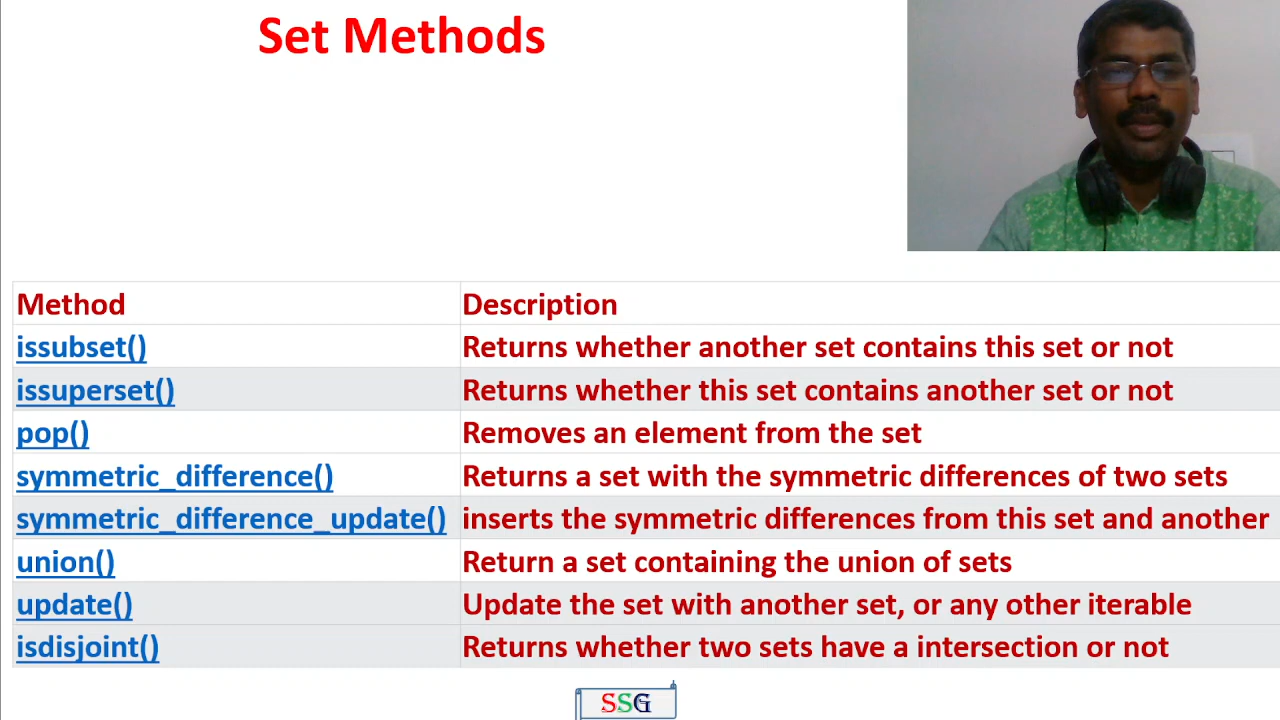 Set Methods
Method Description
issubset() Returns whether another set contains this set or not
issuperset() Returns whether this set contains another set or not
pop() Removes an element from the set
symmetric_difference() Returns a set with the symmetric differences of two sets
symmetric_difference_update() inserts the symmetric differences from this set and another
union() Return a set containing the union of sets
update() Update the set with another set, or any other iterable
isdisjoint() Returns whether two sets have a intersection or not
SSG